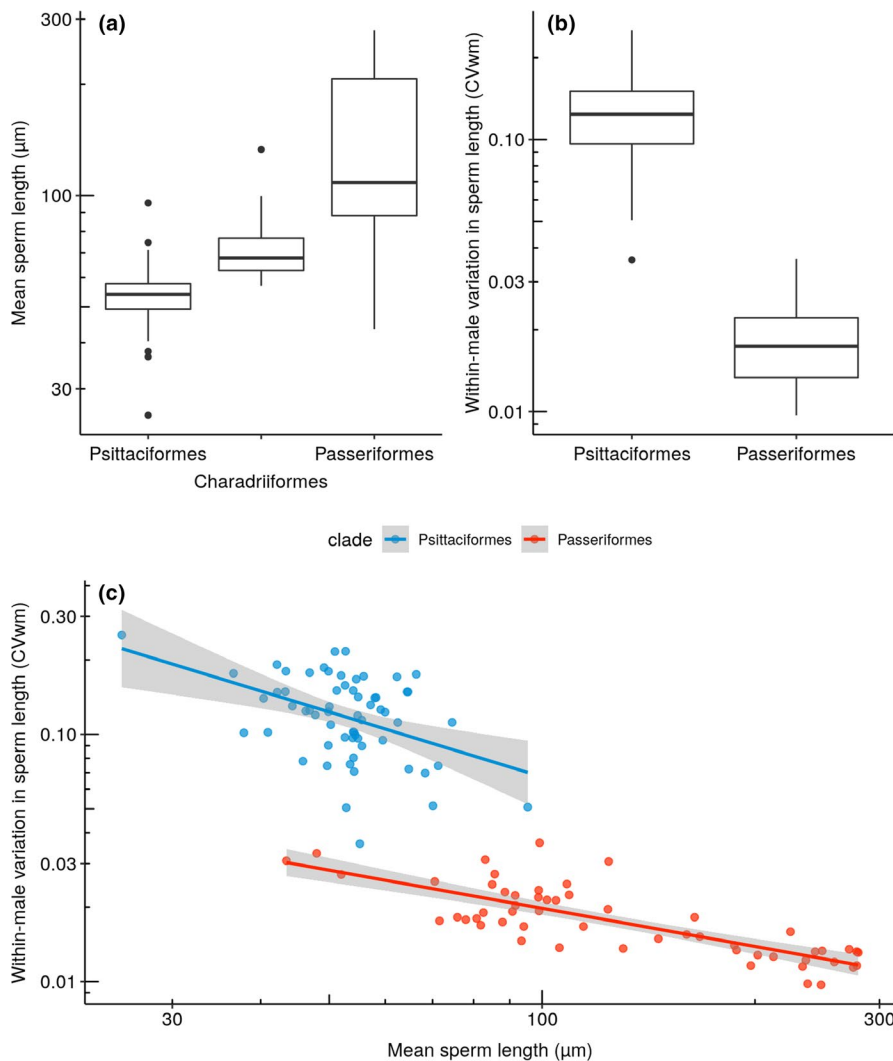 (a)
Mean sperm length (µm)
300
100
30
Psittaciformes
Charadriiformes
Passeriformes
(b)
Within-male variation in sperm length (CVwm)
0.10
0.03
0.01
Psittaciformes
Passeriformes
clade
Psittaciformes
Passeriformes
(c)
Within-male variation in sperm length (CVwm)
0.30
0.10
0.03
0.01
30
100
300
Mean sperm length (µm)